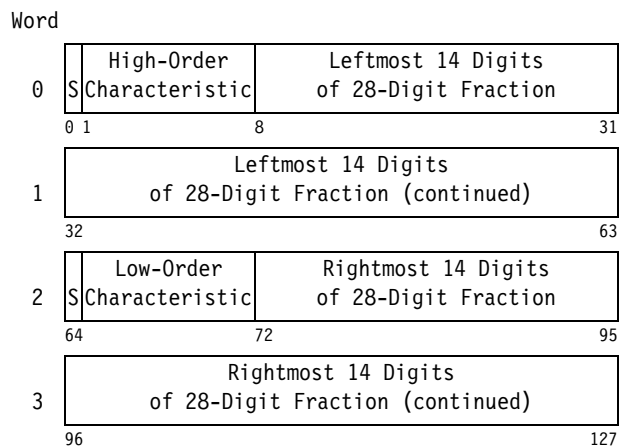 Word
High-Order Leftmost 14 Digits
0 S Characteristic of 28-Digit Fraction
0 1 8 31
Leftmost 14 Digits
1 of 28-Digit Fraction (continued)
32 63
Low-Order Rightmost 14 Digits
2 S Characteristic of 28-Digit Fraction
64 72 95
Rightmost 14 Digits
3 of 28-Digit Fraction (continued)
96 127